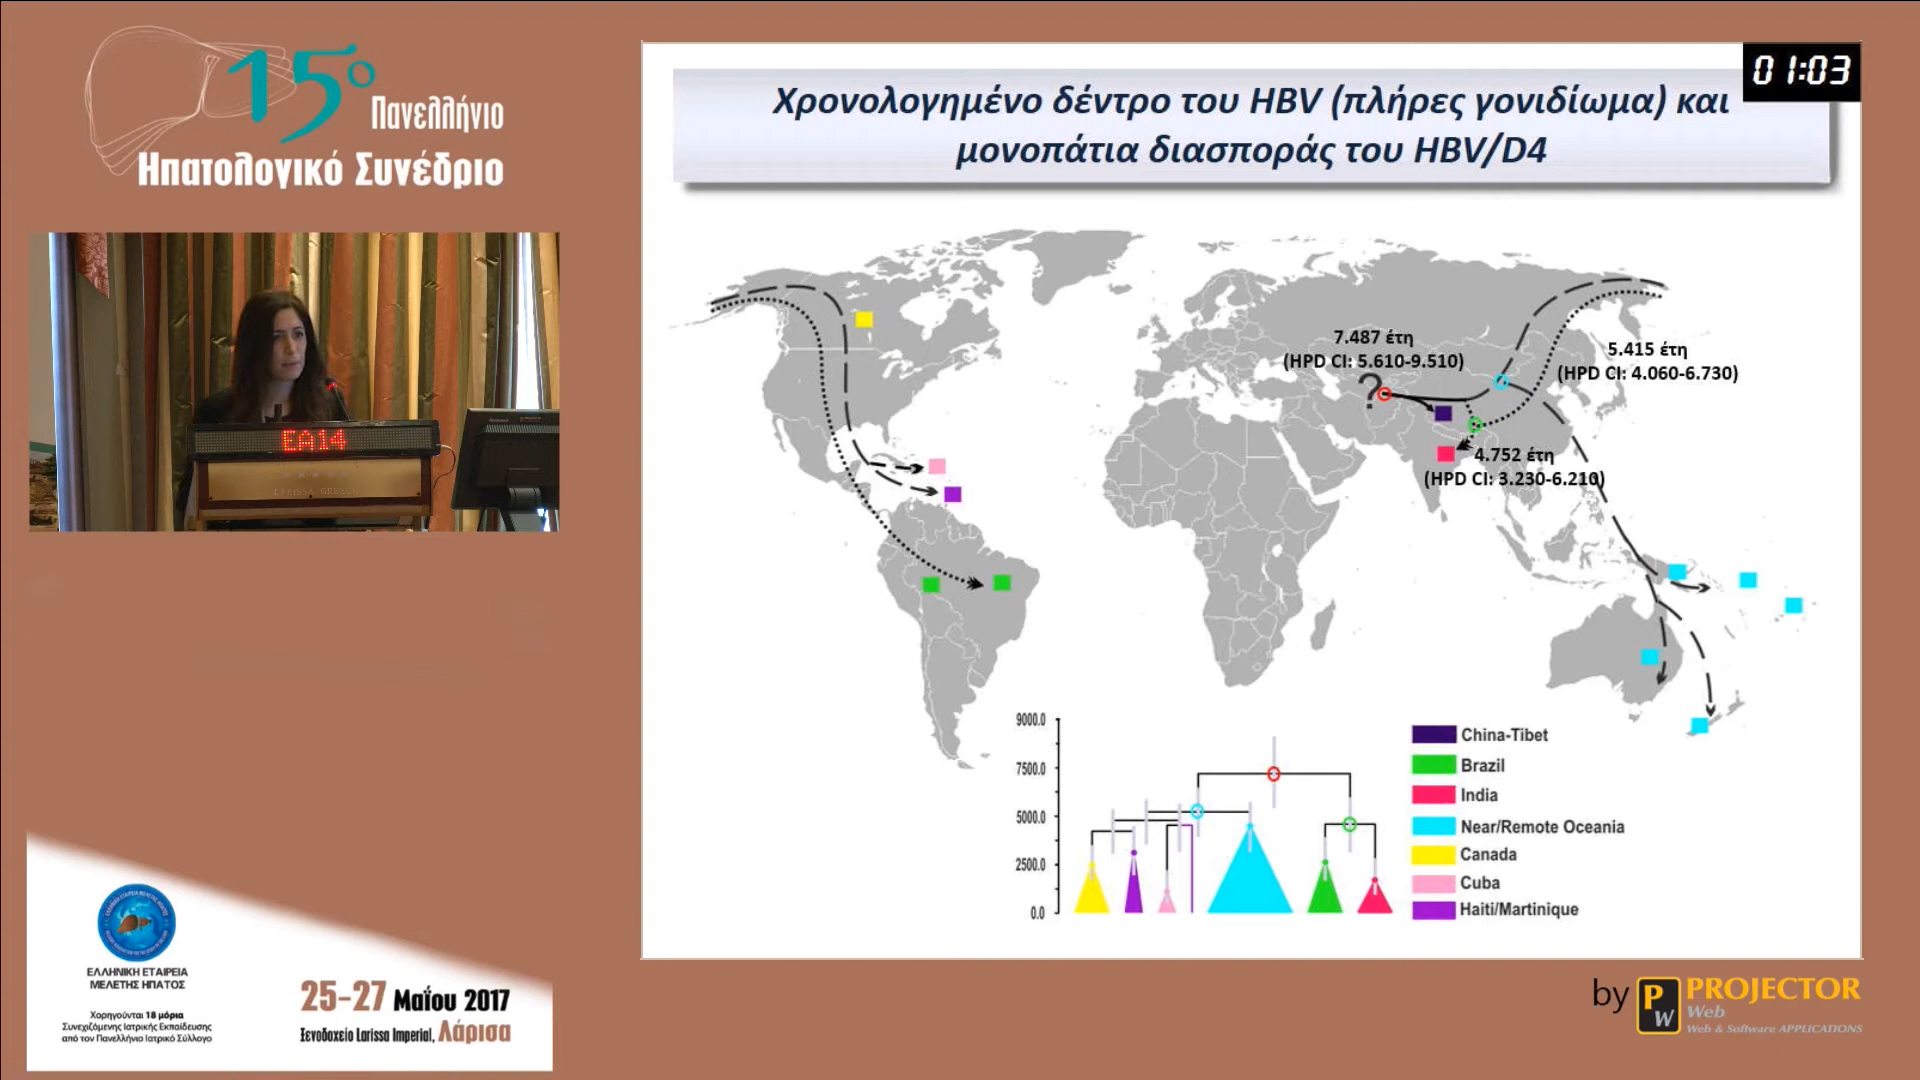 15ο
Πανελλήνιο
Ηπατολογικό Συνέδριο
EA14
LARISSA GREECE
ΕΛΛΗΝΙΚΗ ΕΤΑΙΡΕΙΑ
ΜΕΛΕΤΗΣ ΗΠΑΤΟΣ
Χορηγούνται 18 μόρια
Συνεχιζόμενης Ιατρικής Εκπαίδευσης
από τον Πανελλήνιο Ιατρικό Σύλλογο
25-27 Μαΐου 2017
Ξενοδοχείο Larissa Imperial, Λάρισα
01:03
Χρονολογημένο δέντρο του HBV (πλήρες γονιδίωμα) και
μονοπάτια διασποράς του HBV/D4
7.487 έτη
(HPD CI: 5.610-9.510)
?
5.415 έτη
(HPD CI: 4.060-6.730)
4.752 έτη
(HPD CI: 3.230-6.210)
9000.0
7500.0
5000.0
2500.0
0.0
China-Tibet
Brazil
India
Near/Remote Oceania
Canada
Cuba
Haiti/Martinique
by PW PROJECTOR
Web
Web & Software APPLICATIONS